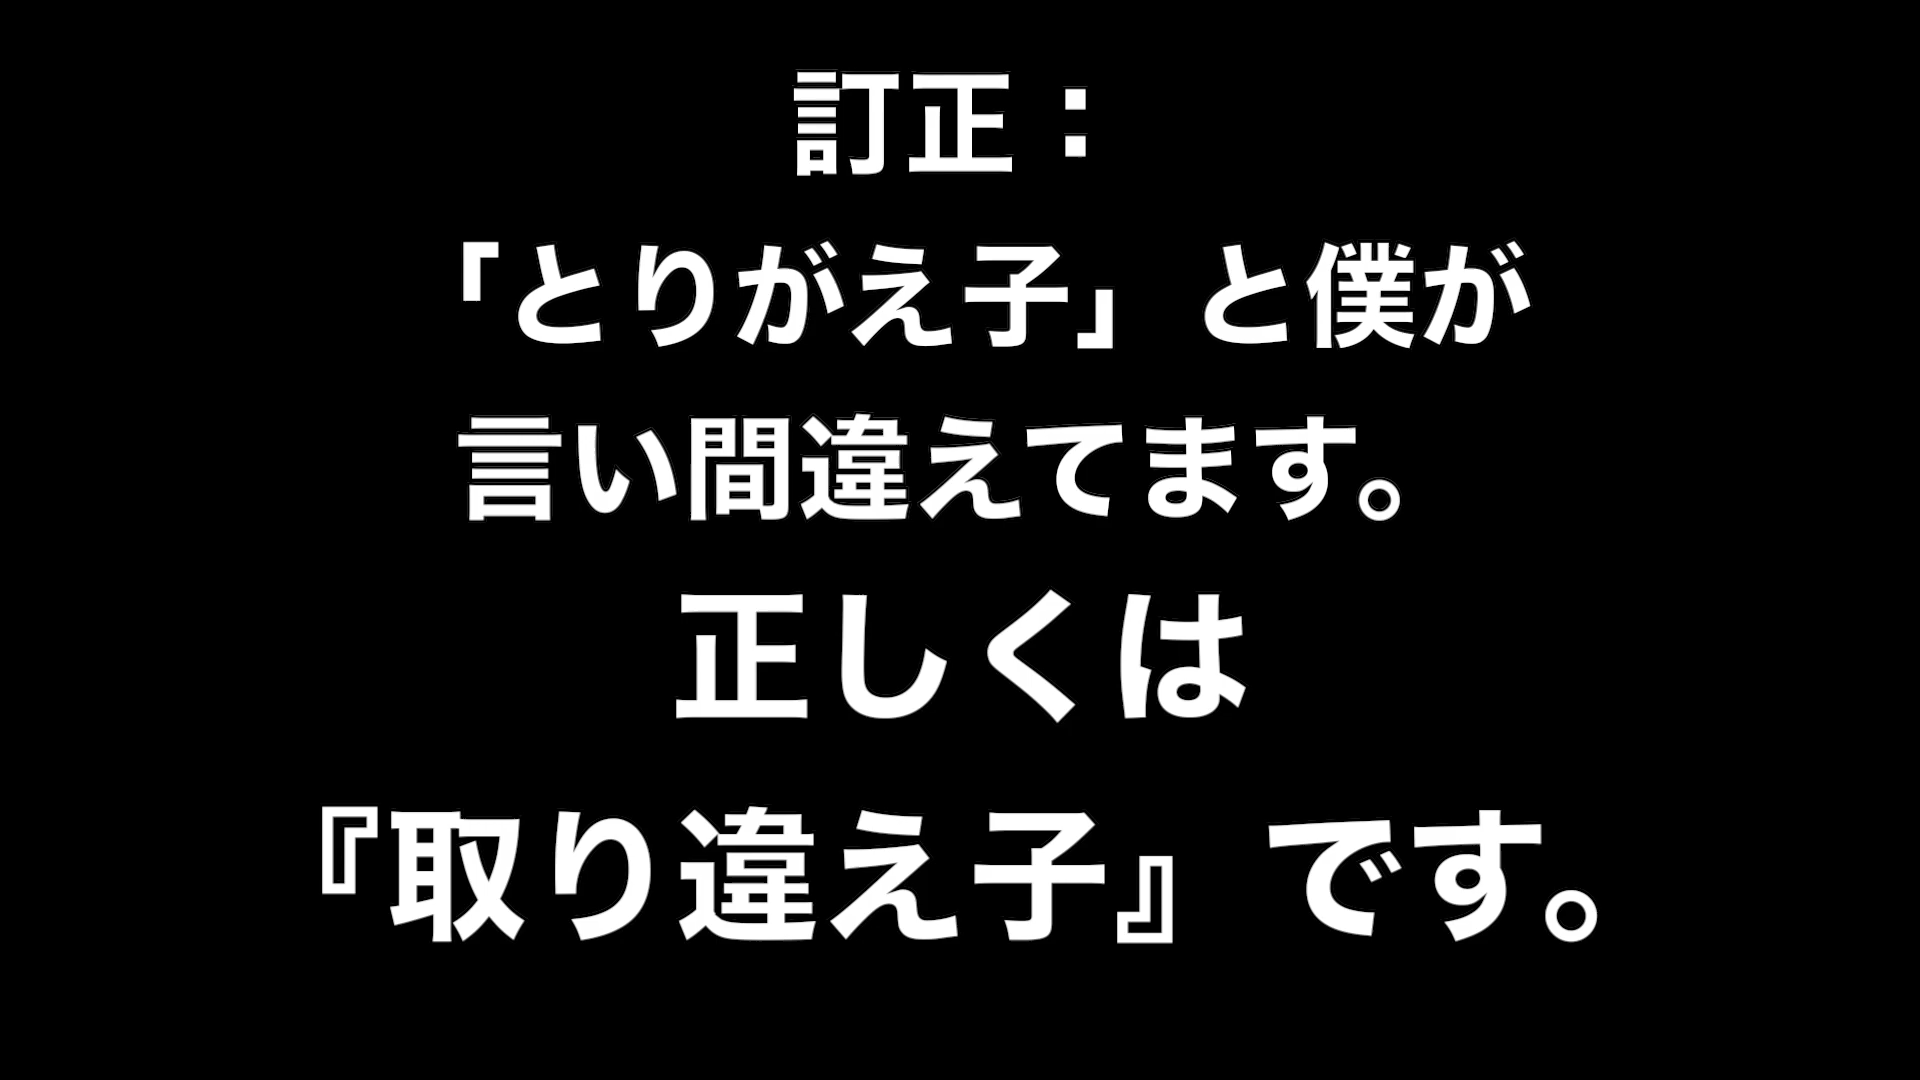 訂正：
「とりがえ子」と僕が
言い間違えてます。
正しくは
『取り違え子』です。